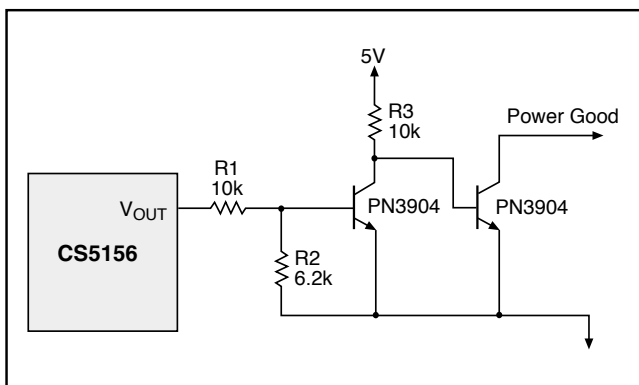 5V
R3
10k
Power Good
R1
10k
PN3904
PN3904
VOUT
CS5156
R2
6.2k